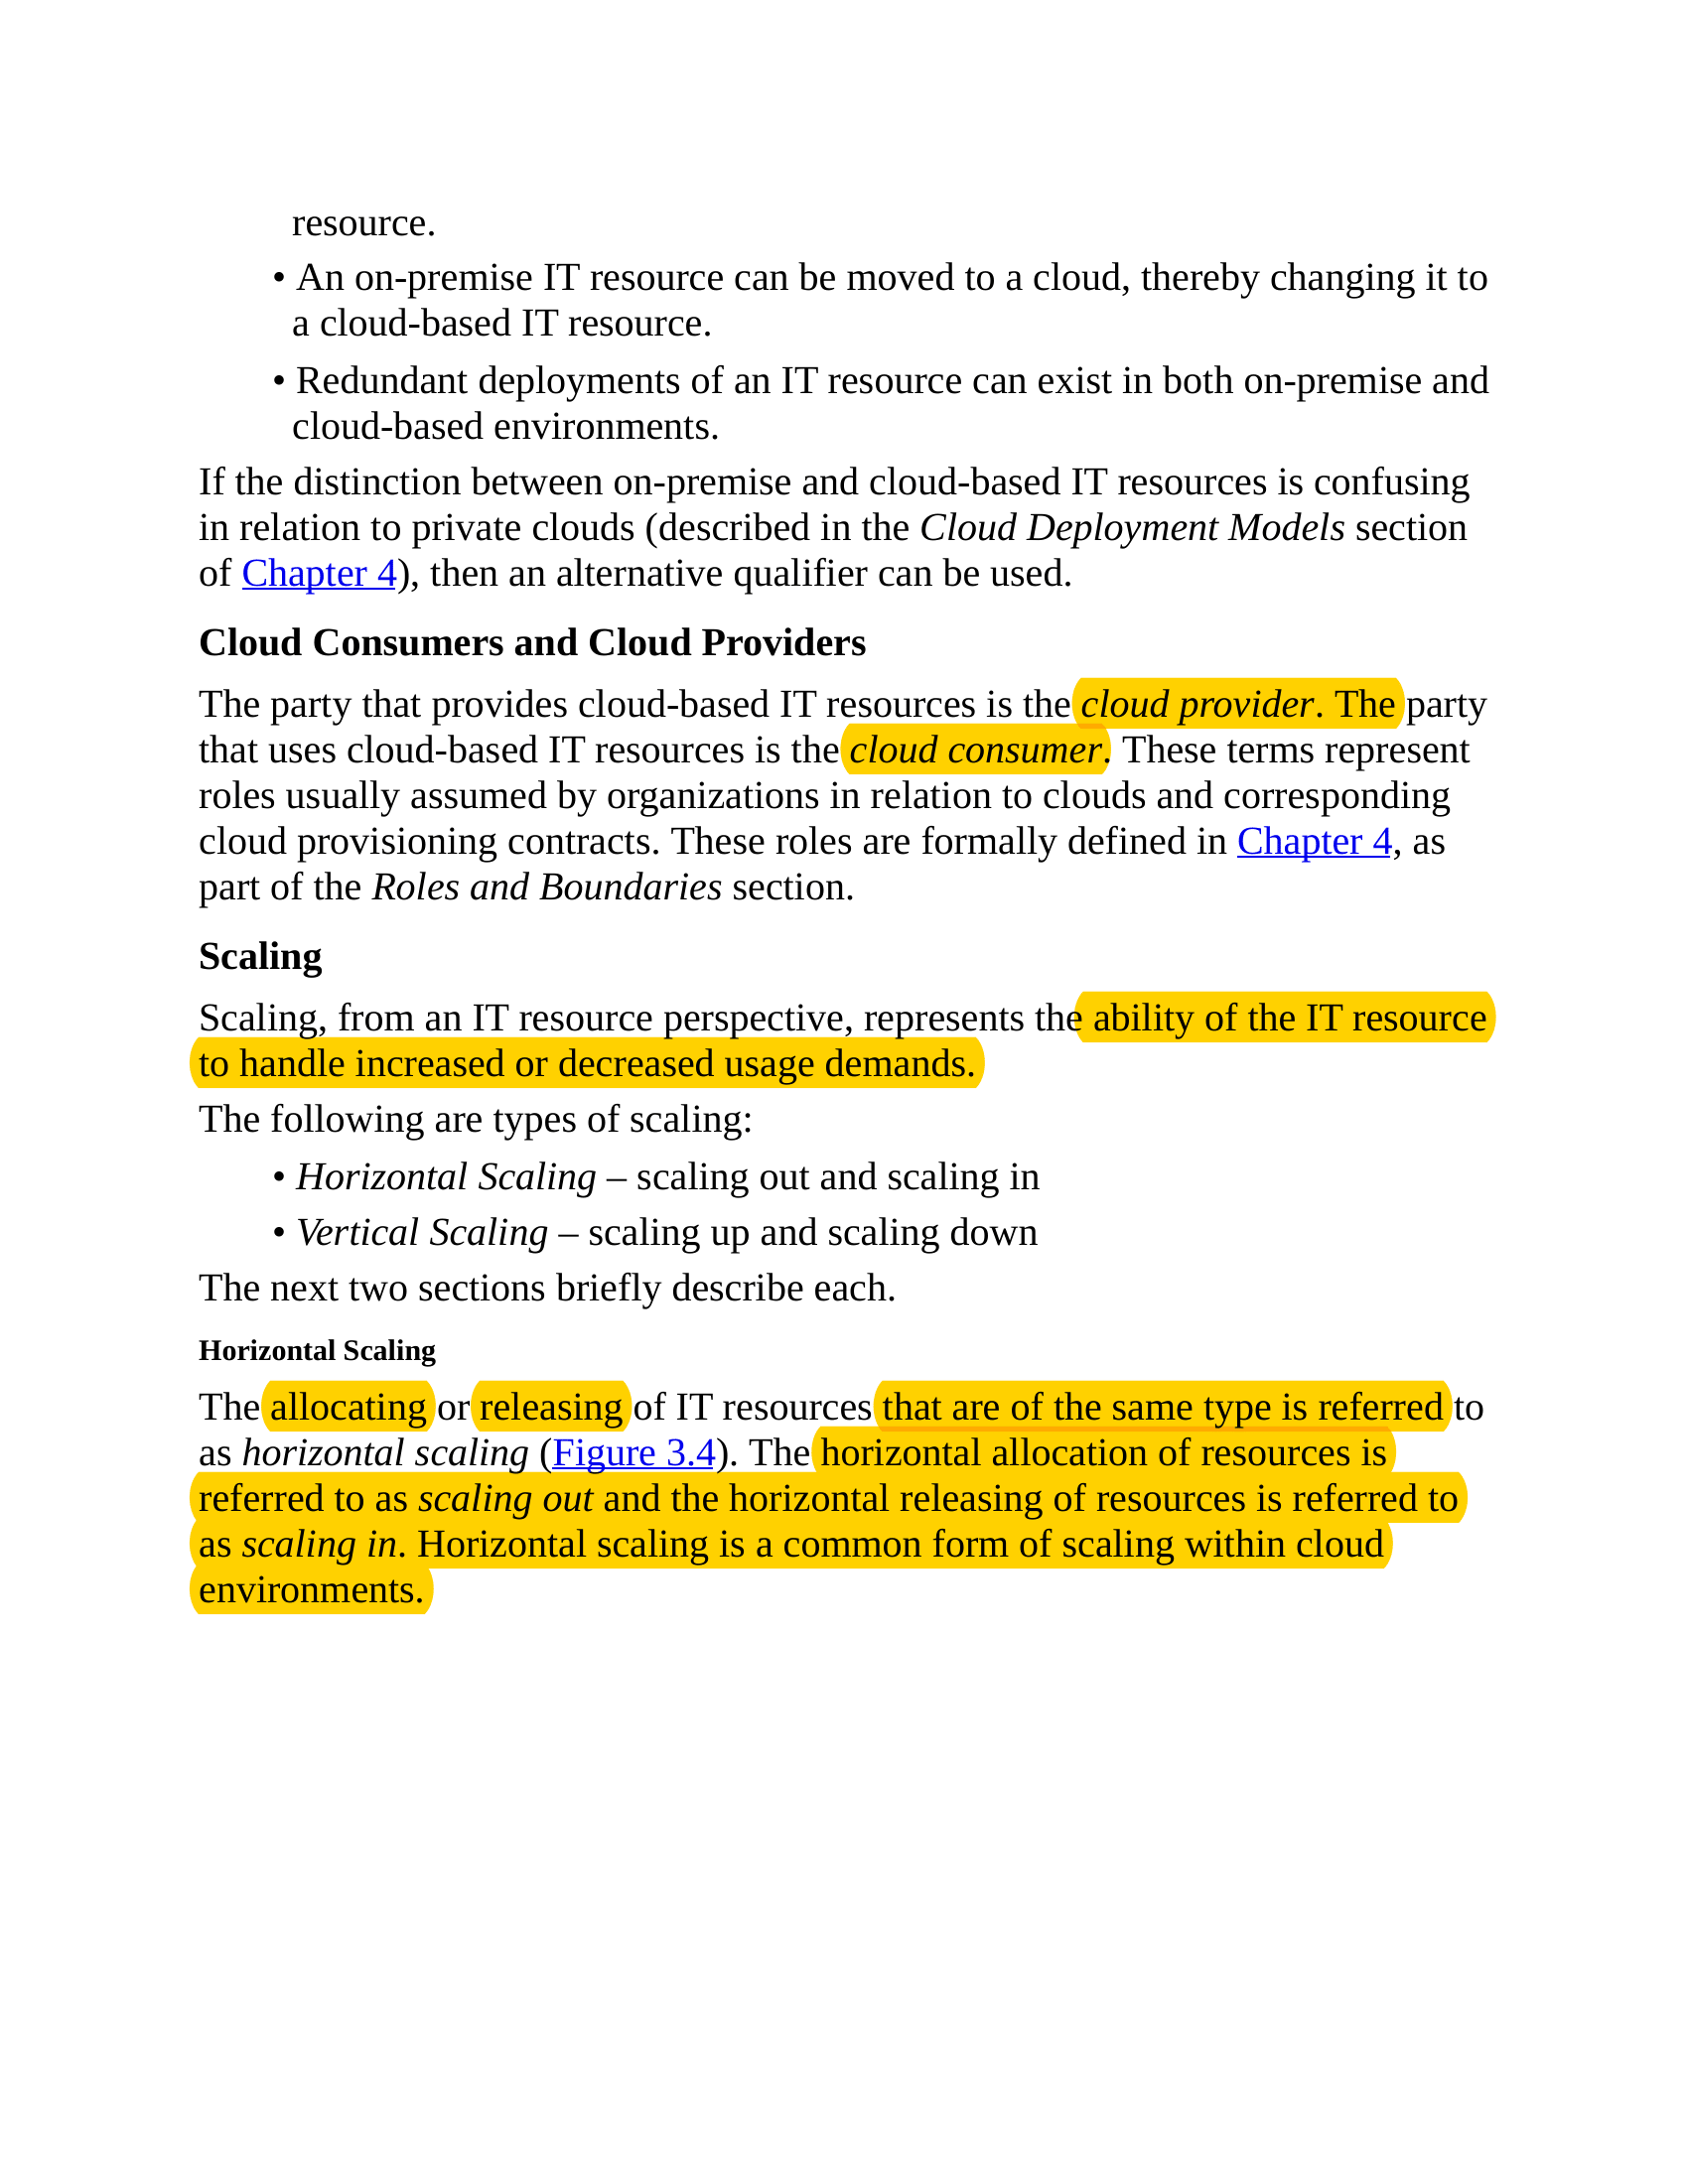 resource.
• An on-premise IT resource can be moved to a cloud, thereby changing it to
a cloud-based IT resource.
• Redundant deployments of an IT resource can exist in both on-premise and
cloud-based environments.
If the distinction between on-premise and cloud-based IT resources is confusing
in relation to private clouds (described in the Cloud Deployment Models section
of Chapter 4), then an alternative qualifier can be used.
Cloud Consumers and Cloud Providers
The party that provides cloud-based IT resources is the cloud provider. The party
that uses cloud-based IT resources is the cloud consumer. These terms represent
roles usually assumed by organizations in relation to clouds and corresponding
cloud provisioning contracts. These roles are formally defined in Chapter 4, as
part of the Roles and Boundaries section.
Scaling
Scaling, from an IT resource perspective, represents the ability of the IT resource
to handle increased or decreased usage demands.
The following are types of scaling:
• Horizontal Scaling – scaling out and scaling in
• Vertical Scaling – scaling up and scaling down
The next two sections briefly describe each.
Horizontal Scaling
The allocating or releasing of IT resources that are of the same type is referred to
as horizontal scaling (Figure 3.4). The horizontal allocation of resources is
referred to as scaling out and the horizontal releasing of resources is referred to
as scaling in. Horizontal scaling is a common form of scaling within cloud
environments.